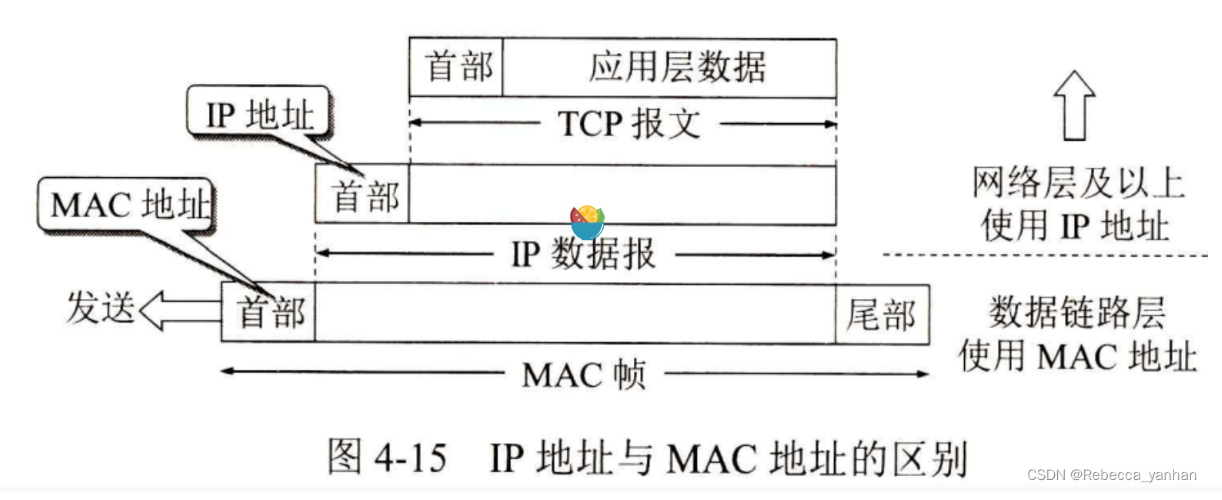 首部 应用层数据
TCP 报文
IP 地址
首部
网络层及以上
使用 IP 地址
MAC 地址
IP 数据报
发送
首部
尾部
数据链路层
使用 MAC 地址
MAC 帧
图 4-15 IP 地址与 MAC 地址的区别
CSDN @Rebecca_yanhan